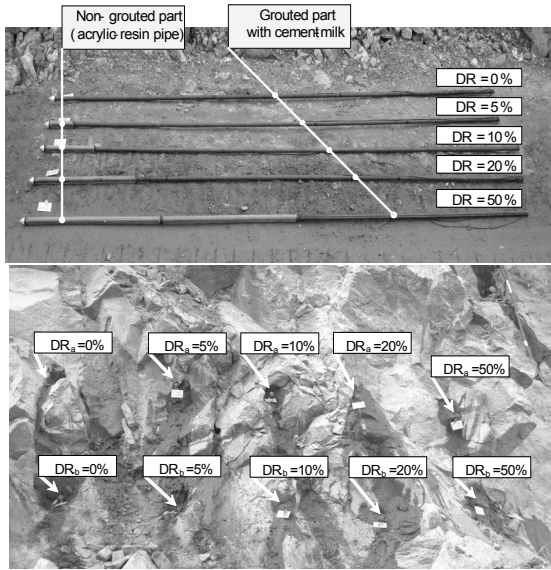 Non- grouted part
(acrylic-resin pipe)
Grouted part
with cement-milk
DR = 0 %
DR = 5 %
DR = 10 %
DR = 20 %
DR = 50 %
DRa =0%
DRa =5%
DRa =10%
DRa =20%
DRa =50%
DRb =0%
DRb =5%
DRb =10%
DRb =20%
DRb =50%